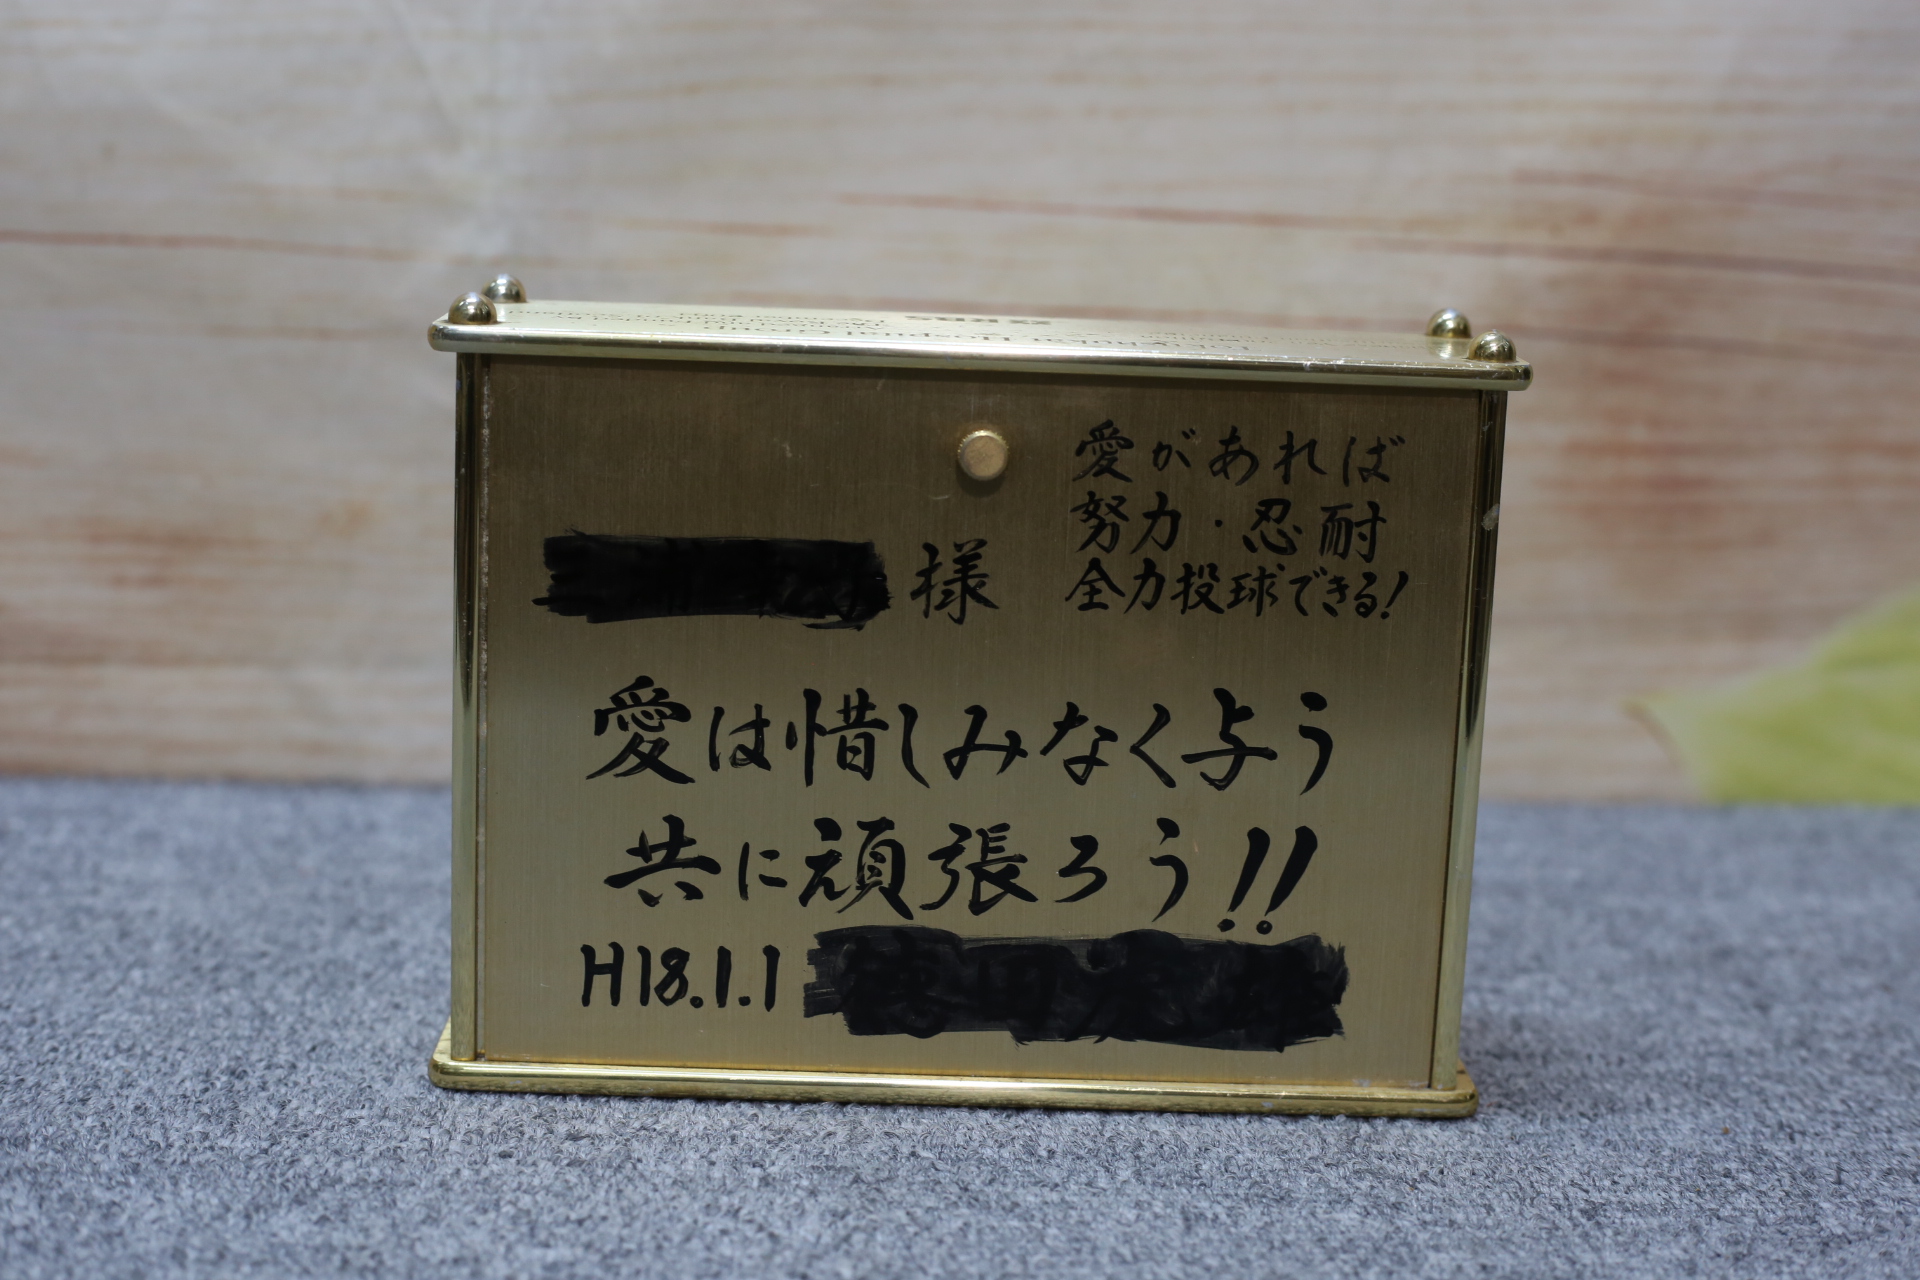 愛があれば
努力・忍耐
全力投球できる!
様
愛は惜しみなく与う
共に頑張ろう!!
H18.1.1